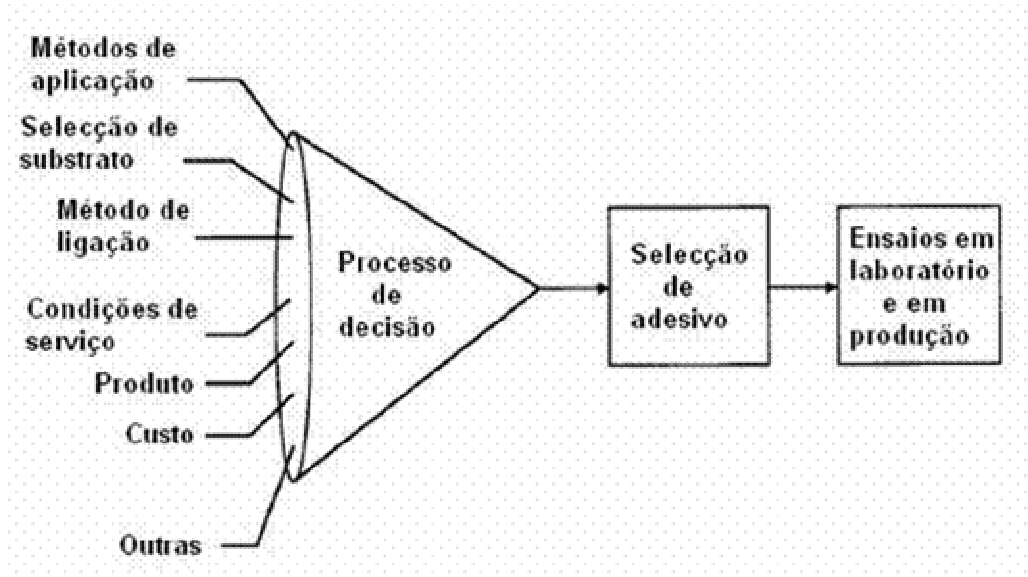 Métodos de
aplicação
Selecção de
substrato
Método de
ligação
Condições de
serviço
Produto
Custo
Outras
Processo
de
decisão
Selecção
de
adesivo
Ensaios em
laboratório
e em
produção